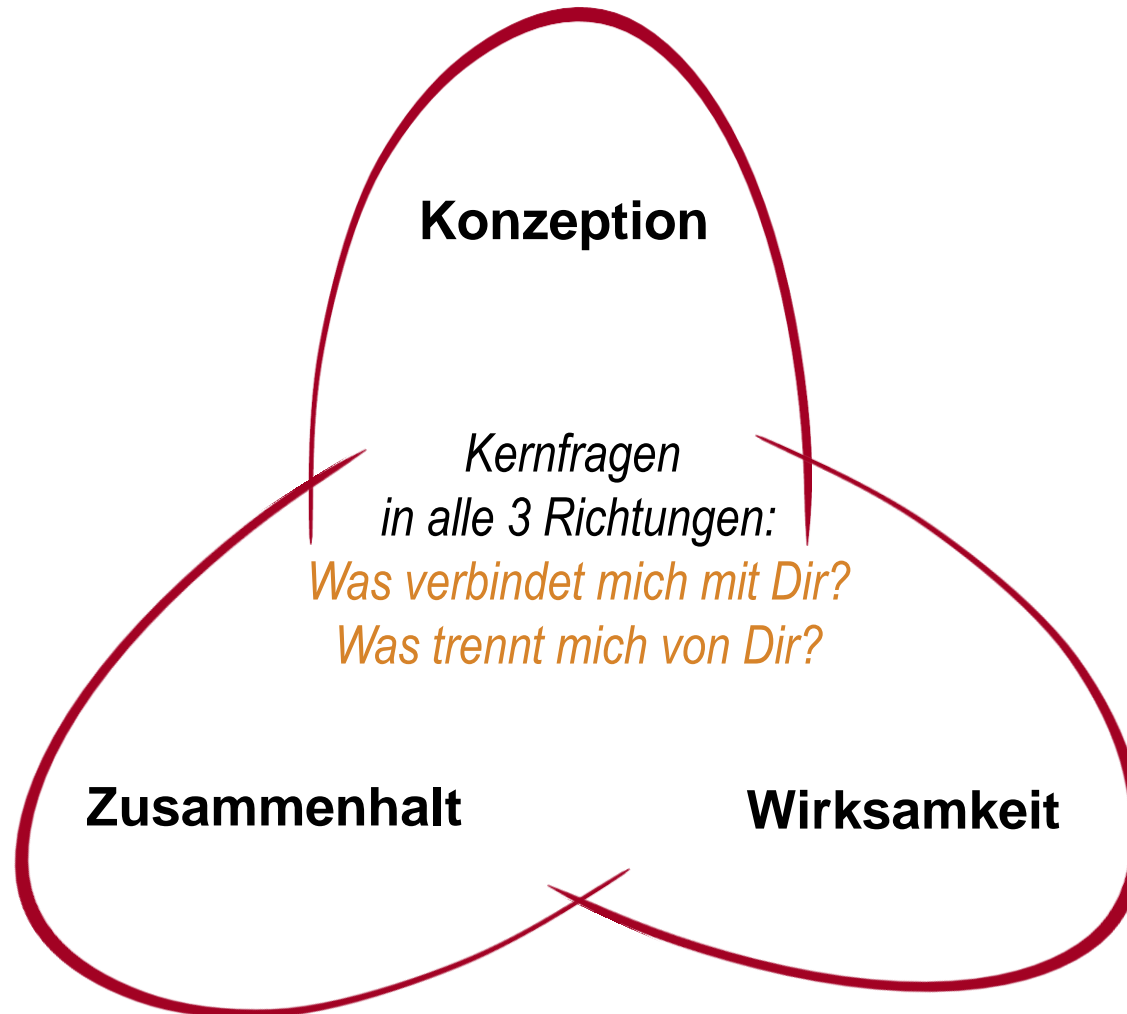 Konzeption
Kernfragen
in alle 3 Richtungen:
Was verbindet mich mit Dir?
Was trennt mich von Dir?
Zusammenhalt
Wirksamkeit